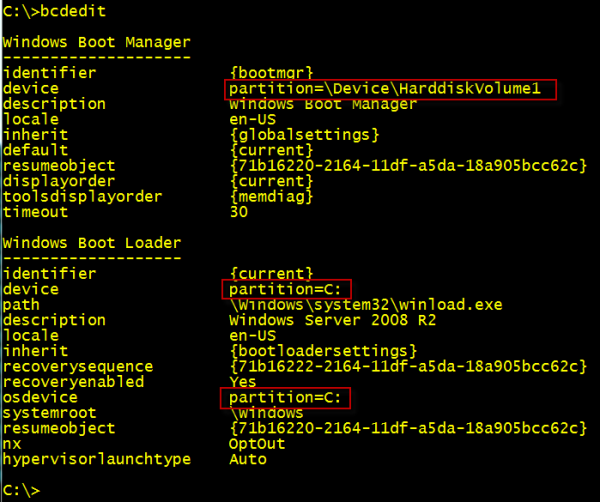 C:\>bcdedit
Windows Boot Manager
--------------------
identifier {bootmgr}
device partition=\Device\HarddiskVolume1
description Windows Boot Manager
locale en-US
inherit {globalsettings}
default {current}
resumeobject {71b16220-2164-11df-a5da-18a905bcc62c}
displayorder {current}
toolsdisplayorder {memdiag}
timeout 30
Windows Boot Loader
-------------------
identifier {current}
device partition=C:
path \Windows\system32\winload.exe
description Windows Server 2008 R2
locale en-US
inherit {bootloadersettings}
recoverysequence {71b16222-2164-11df-a5da-18a905bcc62c}
recoveryenabled Yes
osdevice partition=C:
systemroot \Windows
resumeobject {71b16220-2164-11df-a5da-18a905bcc62c}
nx OptOut
hypervisorlaunchtype Auto
C:\>